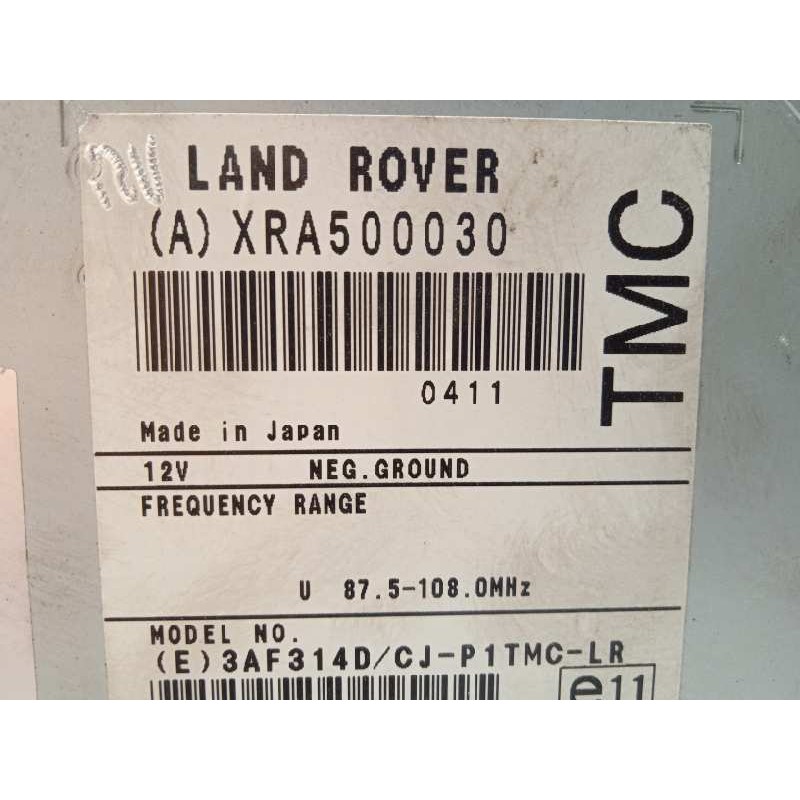 LAND ROVER
(A) XRA500030
TMC
0411
Made in Japan
12V NEG.GROUND
FREQUENCY RANGE
U 87.5-108.0MHz
MODEL NO.
(E) 3AF314D/CJ-P1TMC-LR
e11